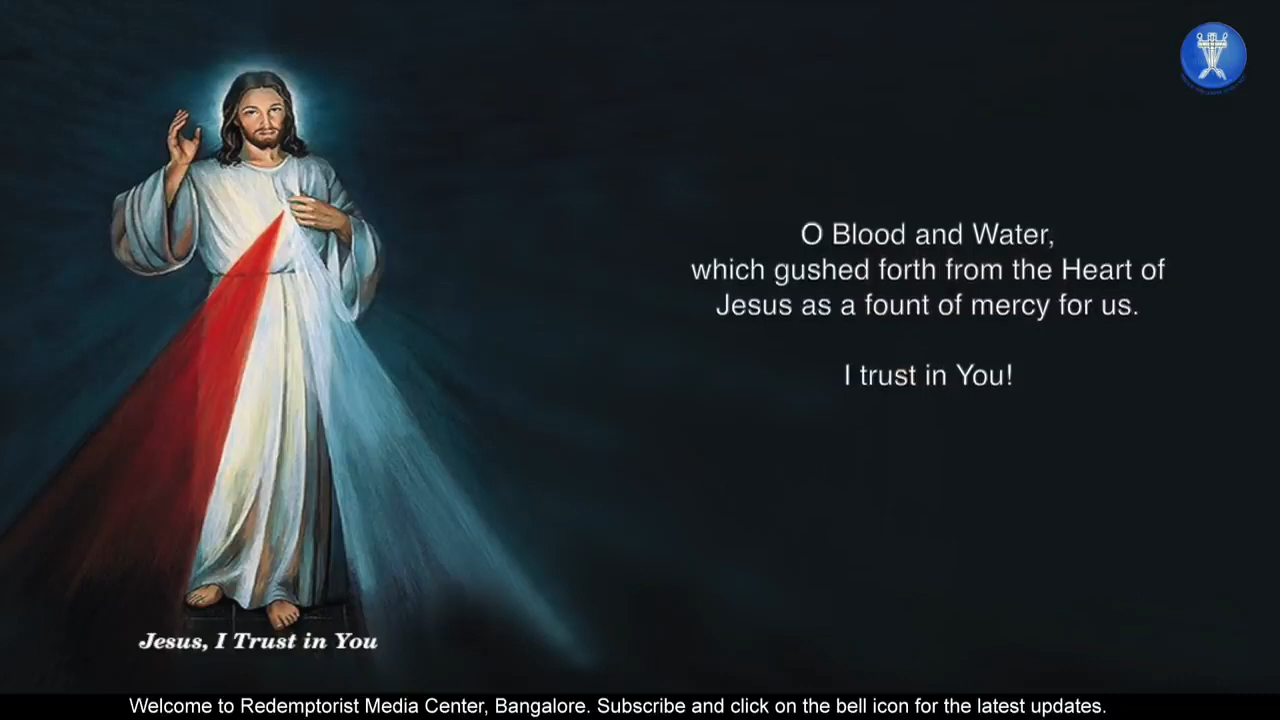 O Blood and Water,
which gushed forth from the Heart of
Jesus as a fount of mercy for us.
I trust in You!
Jesus, I Trust in You
Welcome to Redemptorist Media Center, Bangalore. Subscribe and click on the bell icon for the latest updates.